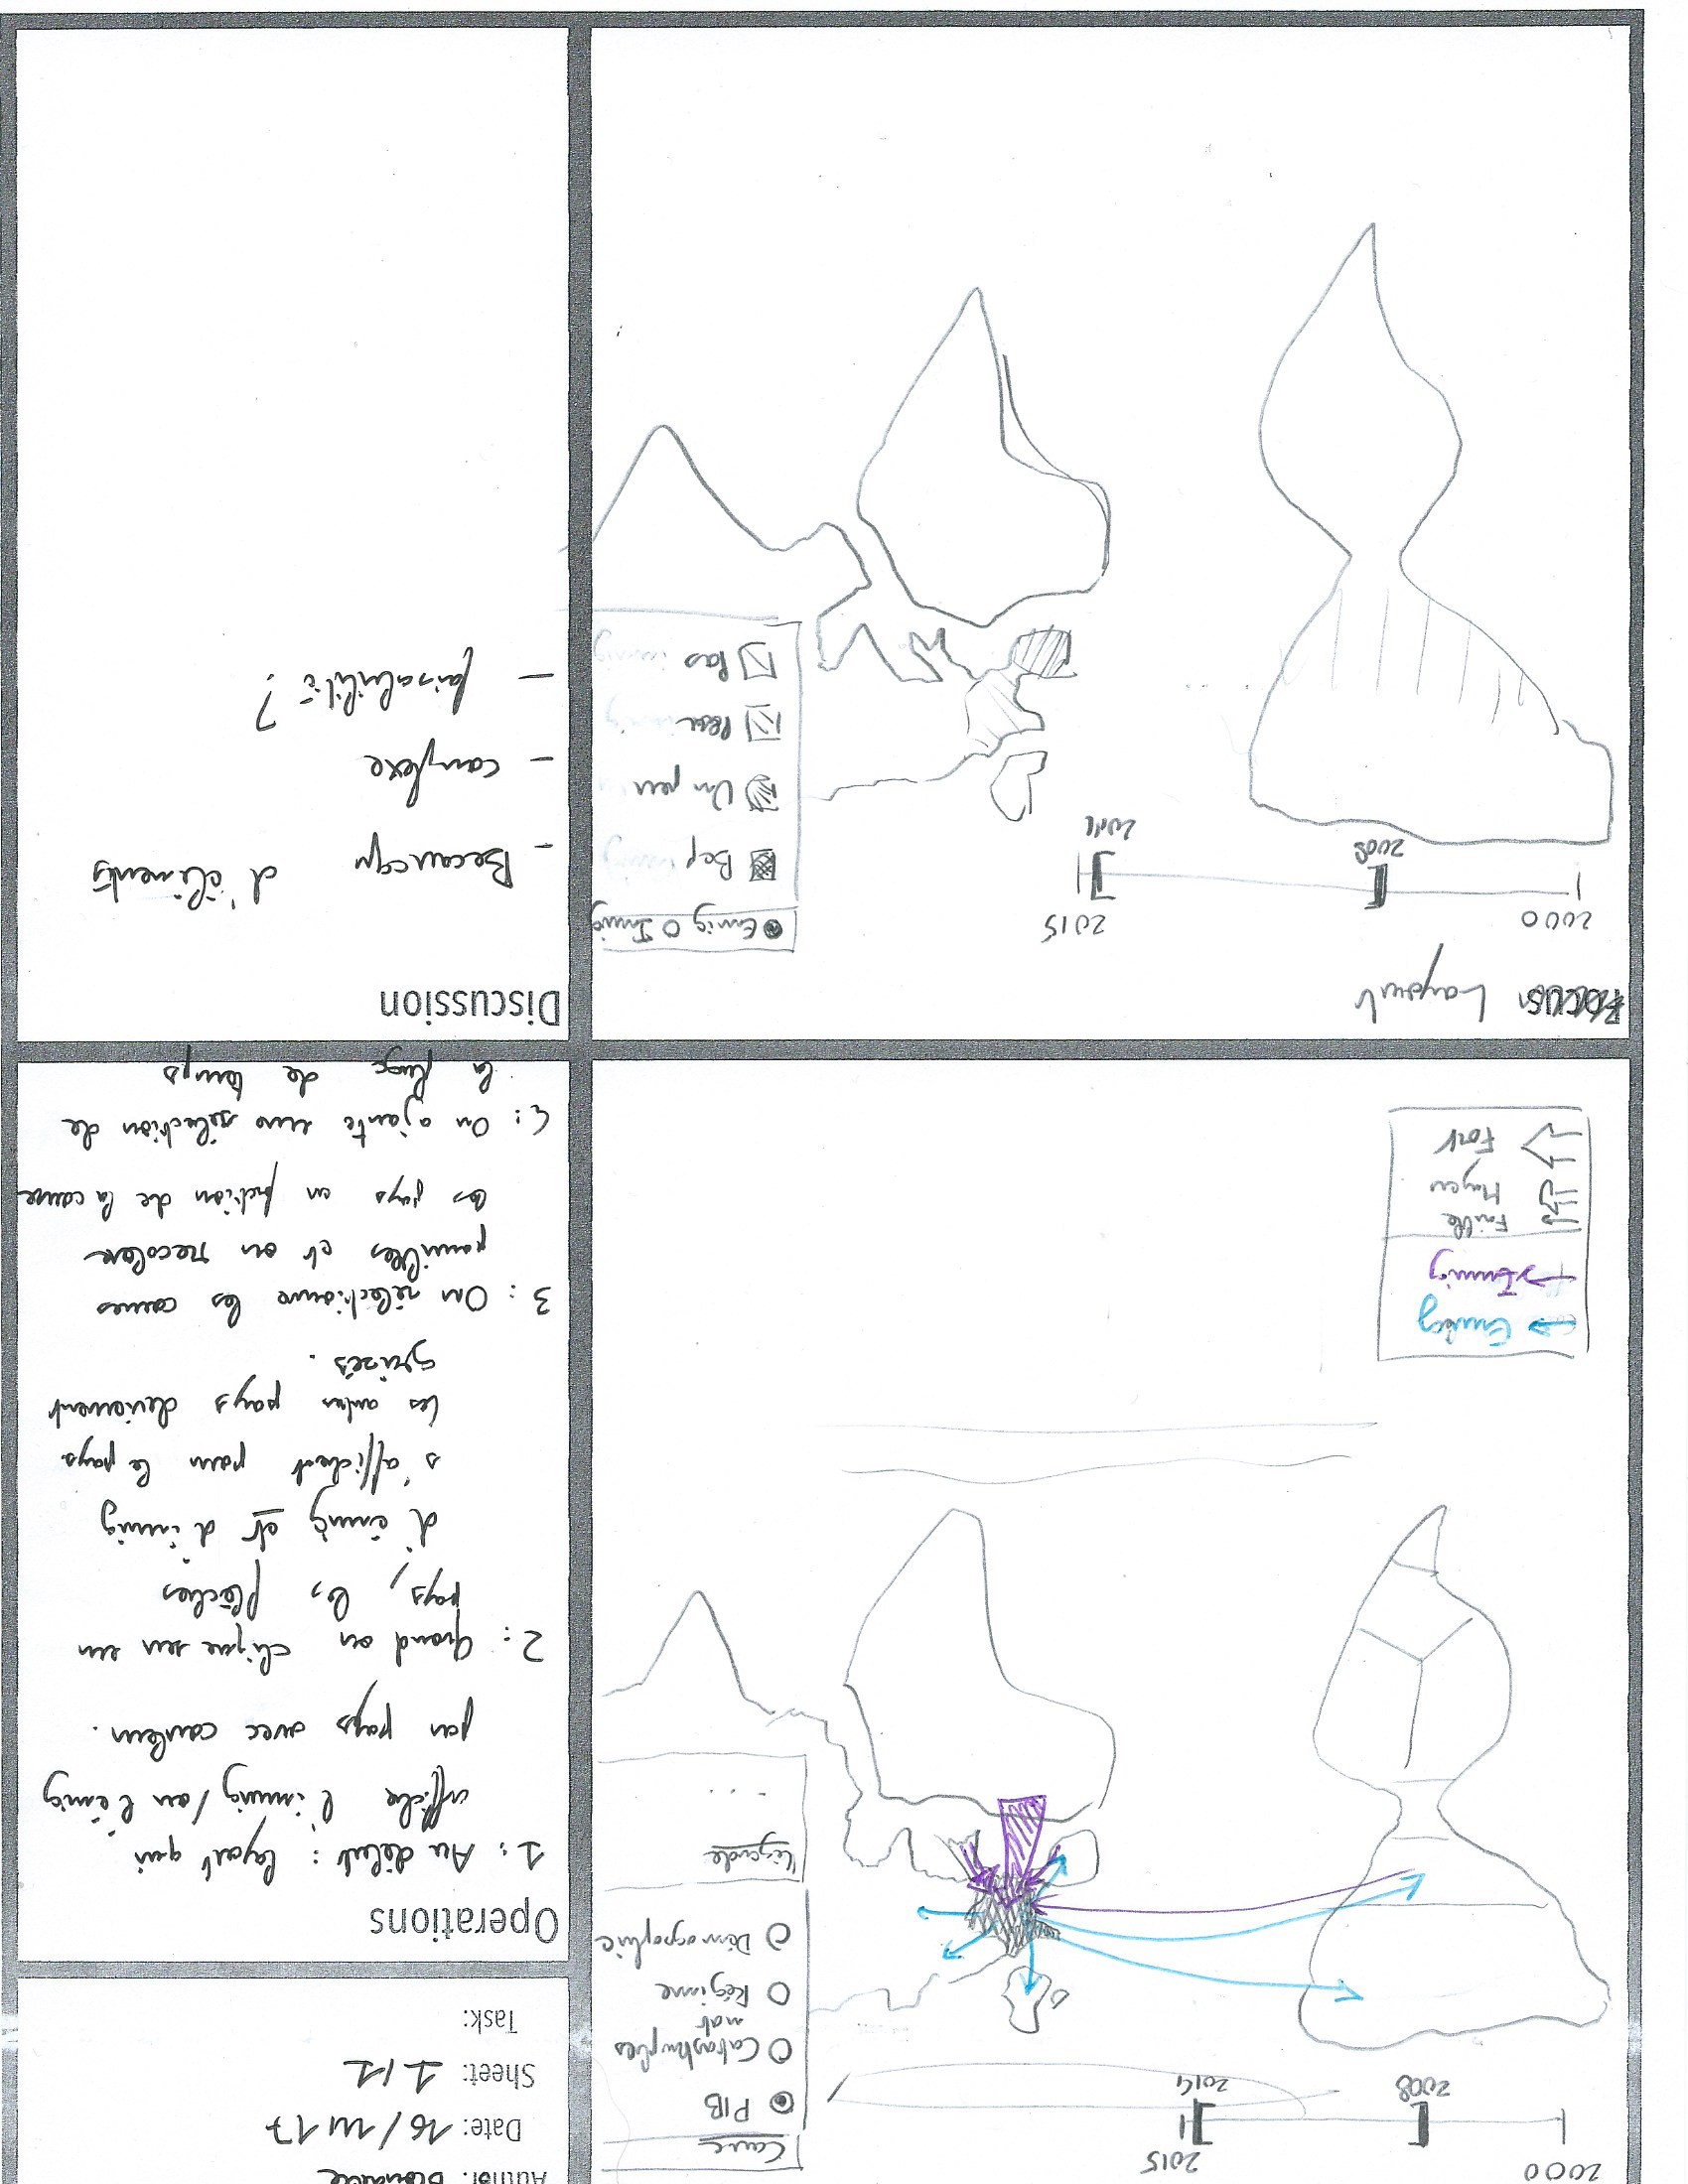 2000
2015
2008
2014
Cause
PIB
Catastrophes
nat
Régime
Démographie
Légende
...
Emig
Immig
Faible
Moyen
Fort
Author:
Date: 16/11/17
Sheet: 1/1
Task:
Operations
1: Au début : layout qui
affiche l'immig/ou l'émig
par pays avec couleur.
2: Quand on clique sur un
pays, les flèches
d'émig et d'immig
s'affichent pour le pays
les autres pays deviennent
grisés.
3: On sélectionne les causes
possibles et on recolore
les pays en fonction de la cause
4: On ajoute une sélection de
la plage de temps
FOCUS Layout
2000
2015
2008
2014
Emig Immig
Bcp
Un peu
Peu
Pas
Discussion
- Beaucoup d'éléments
- complexe
- faisabilité ?